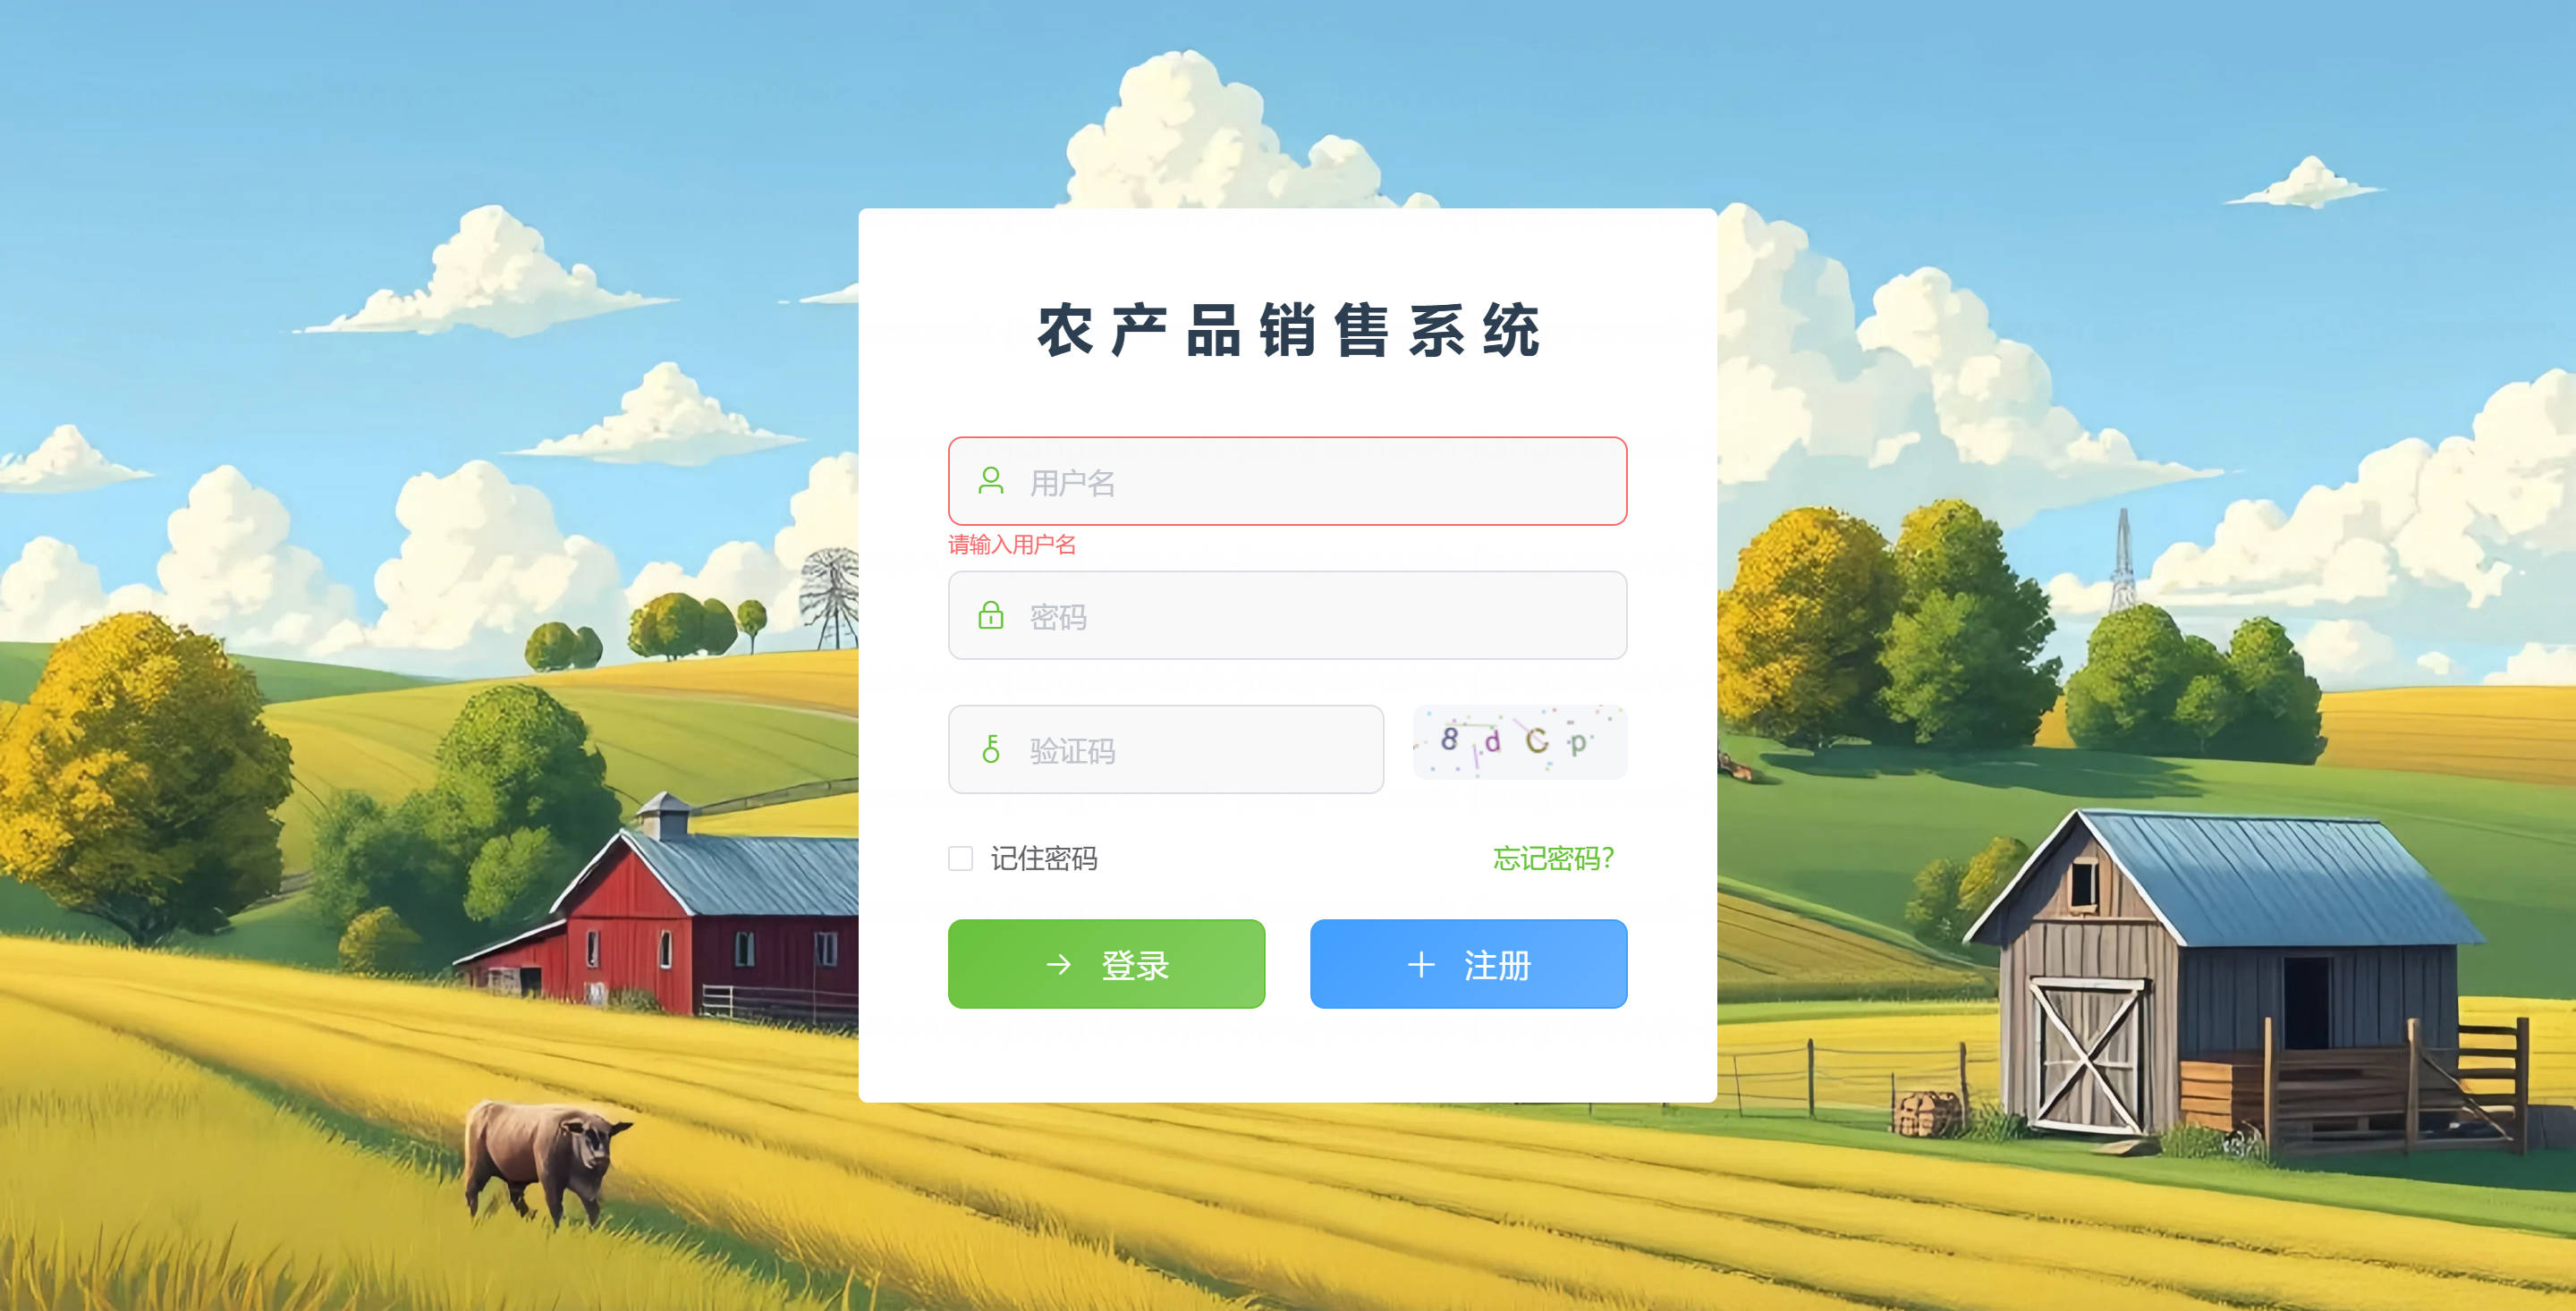 农产品销售系统
用户名
请输入用户名
密码
验证码
8 d C p
记住密码 忘记密码?
登录 注册